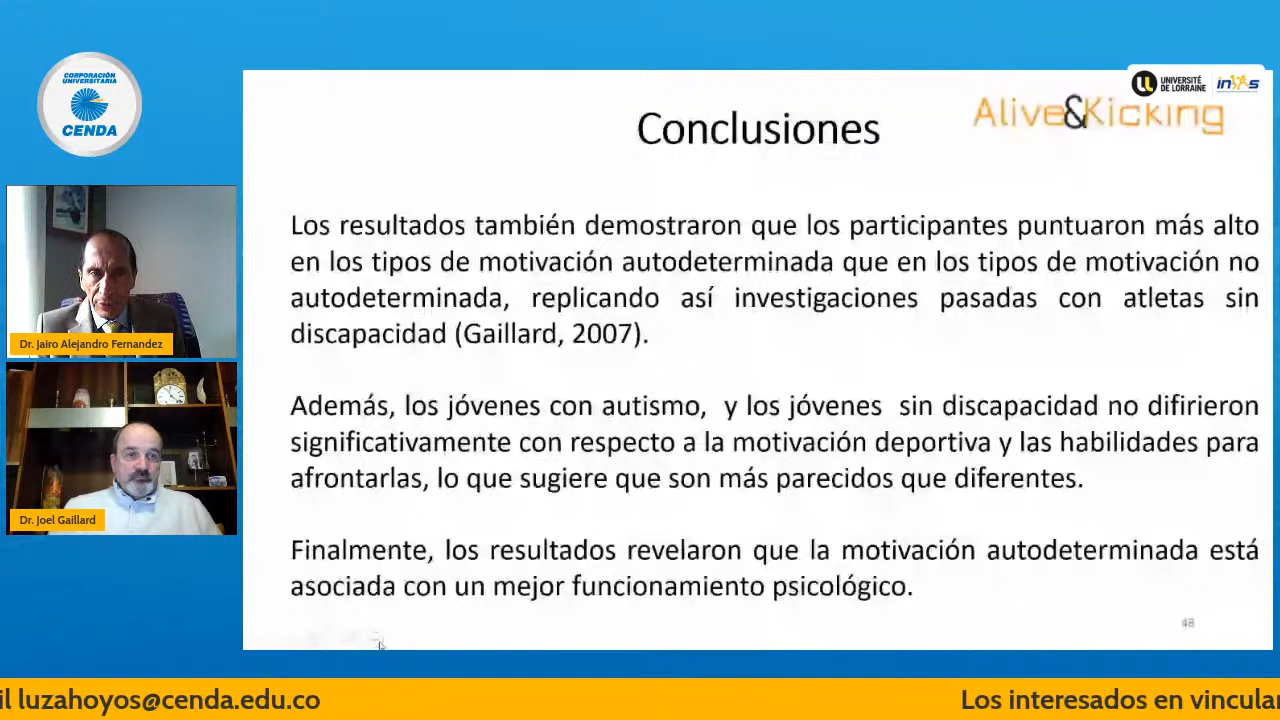 CORPORACIÓN
UNIVERSITARIA
CENDA
UNIVERSITÉ
DE LORRAINE
Alive&Kicking
Conclusiones
Los resultados también demostraron que los participantes puntuaron más alto
en los tipos de motivación autodeterminada que en los tipos de motivación no
autodeterminada, replicando así investigaciones pasadas con atletas sin
discapacidad (Gaillard, 2007).
Además, los jóvenes con autismo, y los jóvenes sin discapacidad no difirieron
significativamente con respecto a la motivación deportiva y las habilidades para
afrontarlas, lo que sugiere que son más parecidos que diferentes.
Finalmente, los resultados revelaron que la motivación autodeterminada está
asociada con un mejor funcionamiento psicológico.
48
Dr. Jairo Alejandro Fernandez
Dr. Joel Gaillard
il luzahoyos@cenda.edu.co
Los interesados en vincular